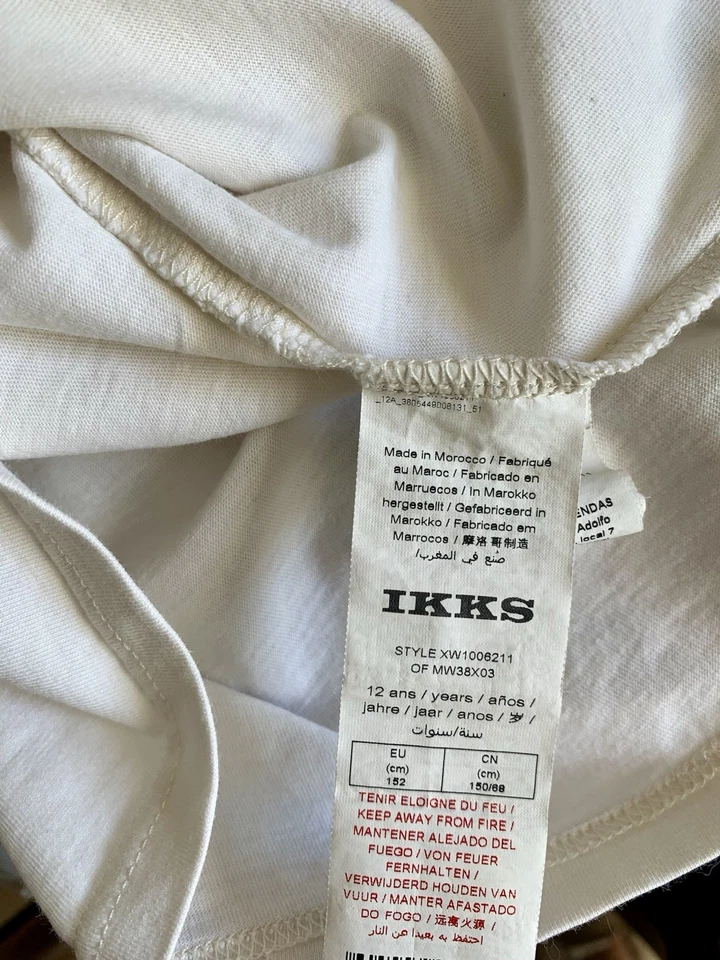 _12A_3605448008131_S1
Made in Morocco / Fabriqué
au Maroc / Fabricado en
Marruecos / In Marokko
hergestellt / Gefabriceerd in
Marokko / Fabricado em
Marrocos / 摩洛哥制造
صُنع في المغرب/
IKKS
STYLE XW1006211
OF MW38X03
12 ans / years / años /
jahre / jaar / anos / 岁 /
سنة/سنوات
EU
(cm)
152
CN
(cm)
150/68
TENIR ELOIGNE DU FEU /
KEEP AWAY FROM FIRE /
MANTENER ALEJADO DEL
FUEGO / VON FEUER
FERNHALTEN /
VERWIJDERD HOUDEN VAN
VUUR / MANTER AFASTADO
DO FOGO / 远离火源 /
احتفظ به بعيدا عن النار
ENDAS
Adolfo
local 7